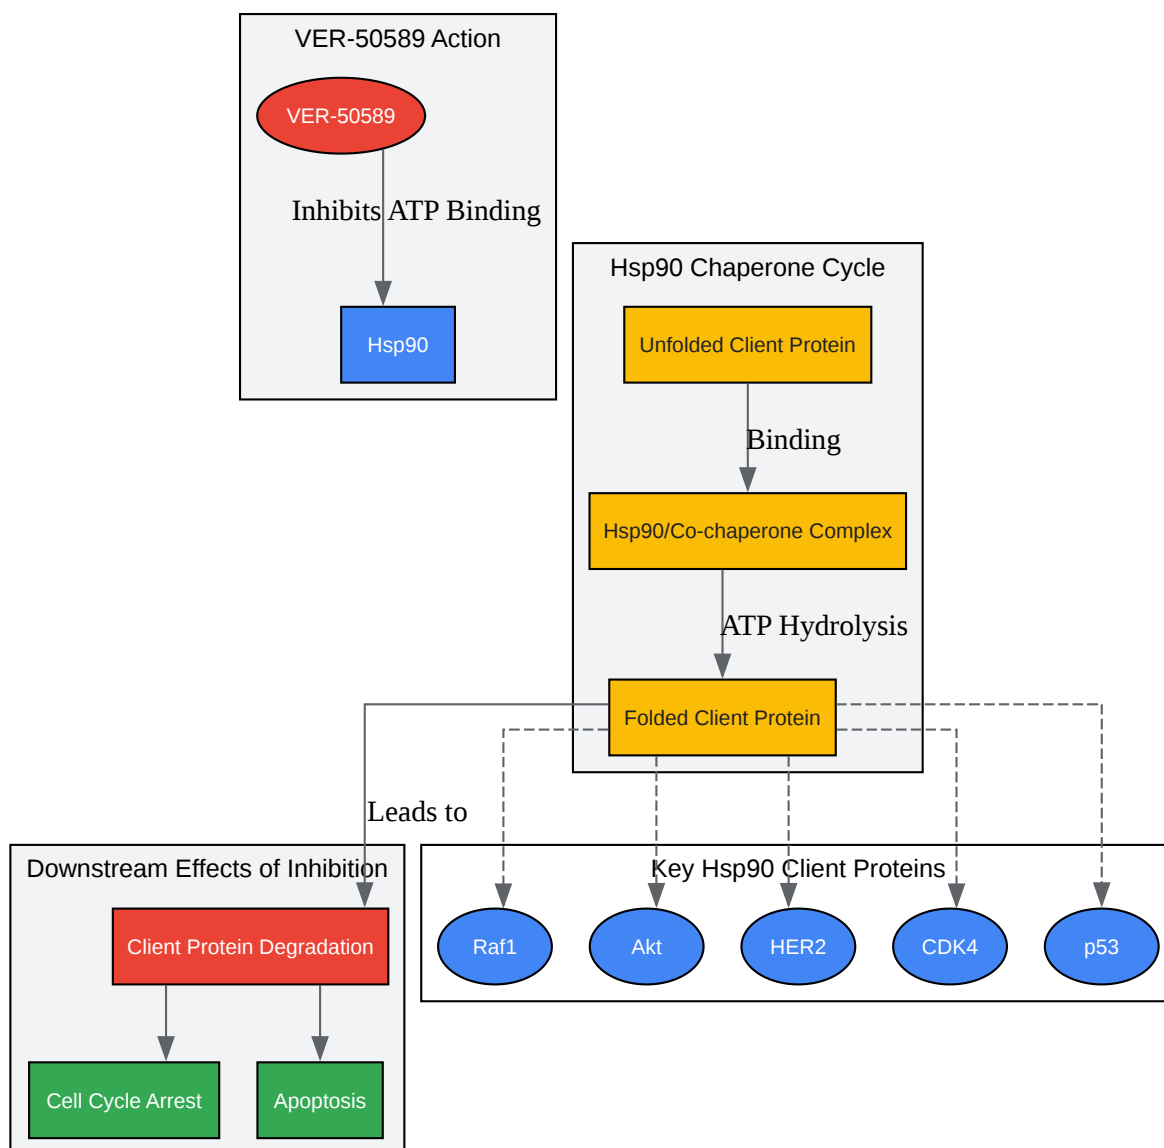 VER-50589 Action
VER-50589
Inhibits ATP Binding
Hsp90
Hsp90 Chaperone Cycle
Unfolded Client Protein
Binding
Hsp90/Co-chaperone Complex
ATP Hydrolysis
Folded Client Protein
Leads to
Downstream Effects of Inhibition
Client Protein Degradation
Cell Cycle Arrest
Apoptosis
Key Hsp90 Client Proteins
Raf1
Akt
HER2
CDK4
p53